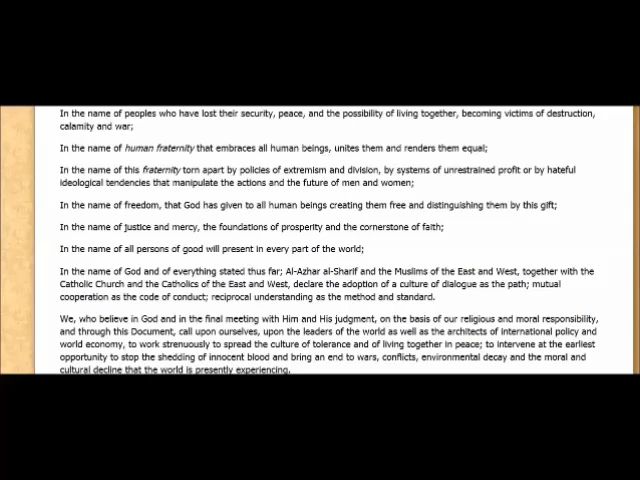 In the name of peoples who have lost their security, peace, and the possibility of living together, becoming victims of destruction,
calamity and war;
In the name of human fraternity that embraces all human beings, unites them and renders them equal;
In the name of this fraternity torn apart by policies of extremism and division, by systems of unrestrained profit or by hateful
ideological tendencies that manipulate the actions and the future of men and women;
In the name of freedom, that God has given to all human beings creating them free and distinguishing them by this gift;
In the name of justice and mercy, the foundations of prosperity and the cornerstone of faith;
In the name of all persons of good will present in every part of the world;
In the name of God and of everything stated thus far; Al-Azhar al-Sharif and the Muslims of the East and West, together with the
Catholic Church and the Catholics of the East and West, declare the adoption of a culture of dialogue as the path; mutual
cooperation as the code of conduct; reciprocal understanding as the method and standard.
We, who believe in God and in the final meeting with Him and His judgment, on the basis of our religious and moral responsibility,
and through this Document, call upon ourselves, upon the leaders of the world as well as the architects of international policy and
world economy, to work strenuously to spread the culture of tolerance and of living together in peace; to intervene at the earliest
opportunity to stop the shedding of innocent blood and bring an end to wars, conflicts, environmental decay and the moral and
cultural decline that the world is presently experiencing.